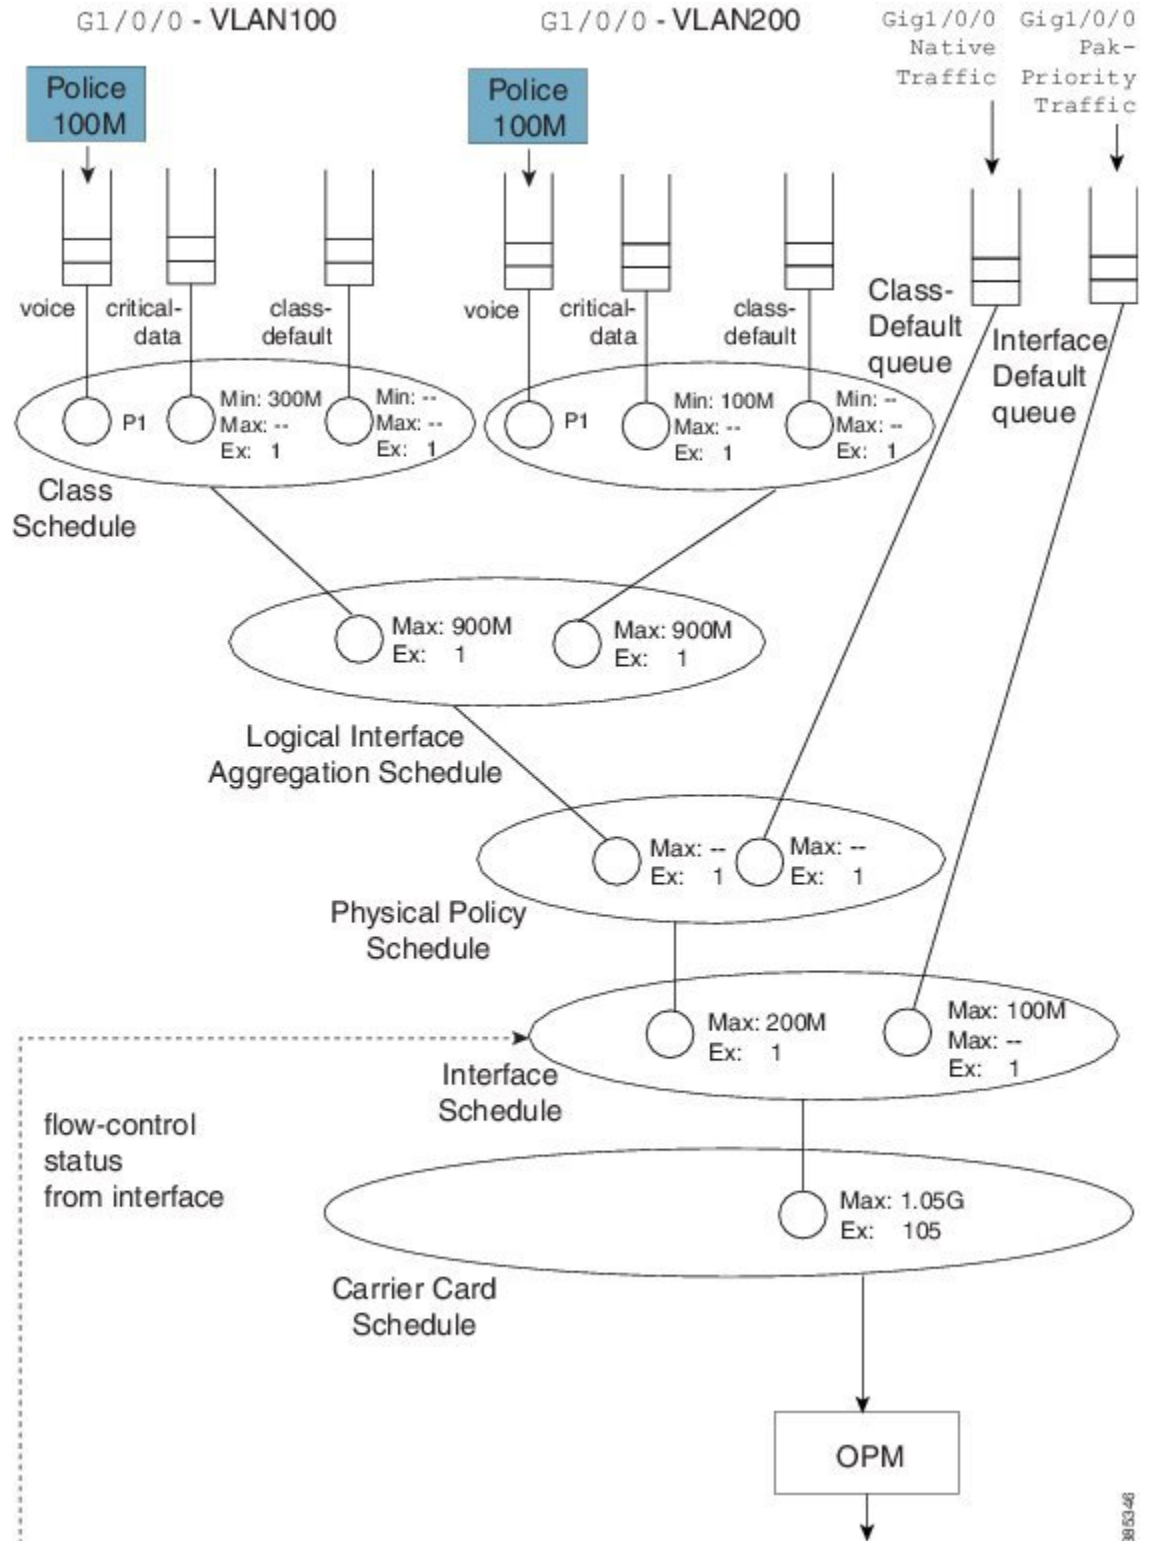 G1/0/0 - VLAN100
G1/0/0 - VLAN200
Gig1/0/0
Native
Traffic
Gig1/0/0
Pak-
Priority
Traffic
Police
100M
Police
100M
voice
critical-
data
class-
default
voice
critical-
data
class-
default
Class-
Default
queue
Interface
Default
queue
P1
Min: 300M
Max: --
Ex: 1
Min: --
Max: --
Ex: 1
P1
Min: 100M
Max: --
Ex: 1
Min: --
Max: --
Ex: 1
Class
Schedule
Max: 900M
Ex: 1
Max: 900M
Ex: 1
Logical Interface
Aggregation Schedule
Max: --
Ex: 1
Max: --
Ex: 1
Physical Policy
Schedule
Max: 200M
Ex: 1
Max: 100M
Max: --
Ex: 1
Interface
Schedule
flow-control
status
from interface
Max: 1.05G
Ex: 105
Carrier Card
Schedule
OPM